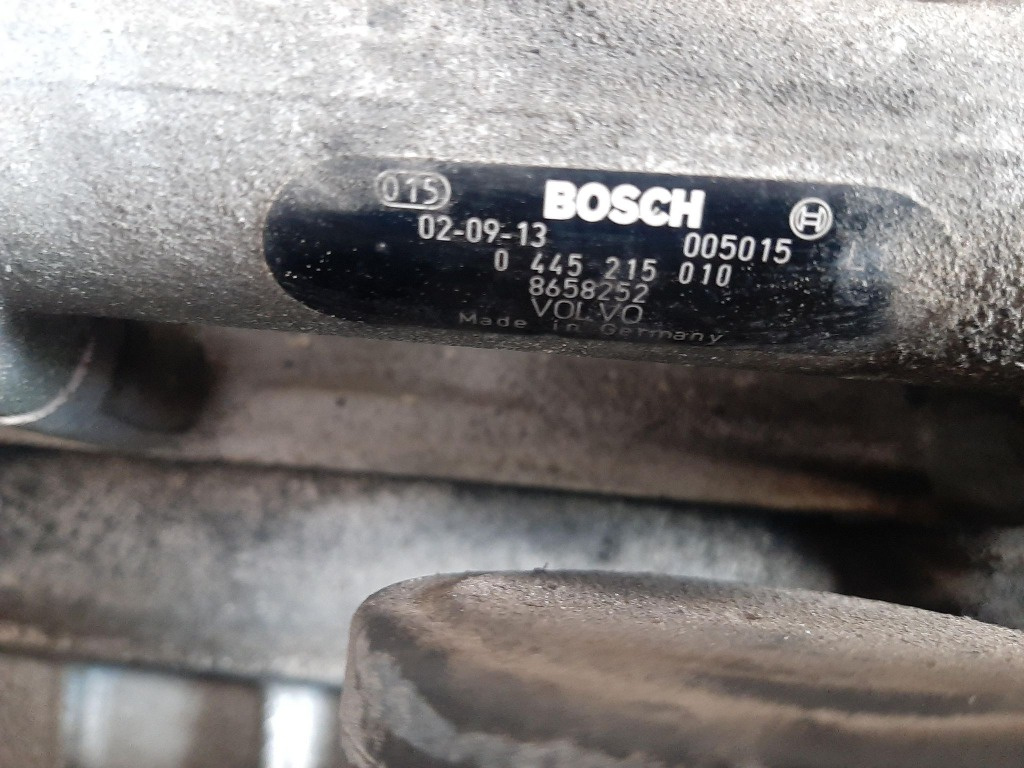 015 BOSCH
02-09-13 005015
0 445 215 010
8658252
VOLVO
Made in Germany